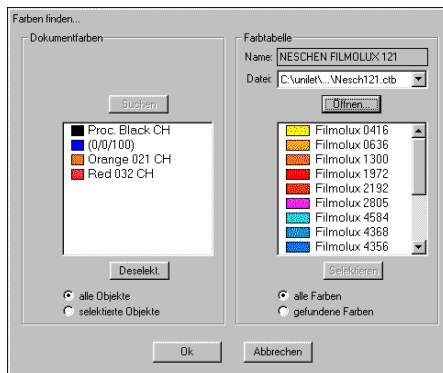 Farben finden...
Dokumentfarben
Suchen
Proc. Black CH
(0/0/100)
Orange 021 CH
Red 032 CH
Deselekt.
alle Objekte
selektierte Objekte
Farbtabelle
Name: NESCHEN FILMOLUX 121
Datei: C:\unilet\...\Nesch121.ctb
Öffnen...
Filmolux 0416
Filmolux 0636
Filmolux 1300
Filmolux 1972
Filmolux 2192
Filmolux 2805
Filmolux 4584
Filmolux 4368
Filmolux 4356
Selektieren
alle Farben
gefundene Farben
Ok
Abbrechen